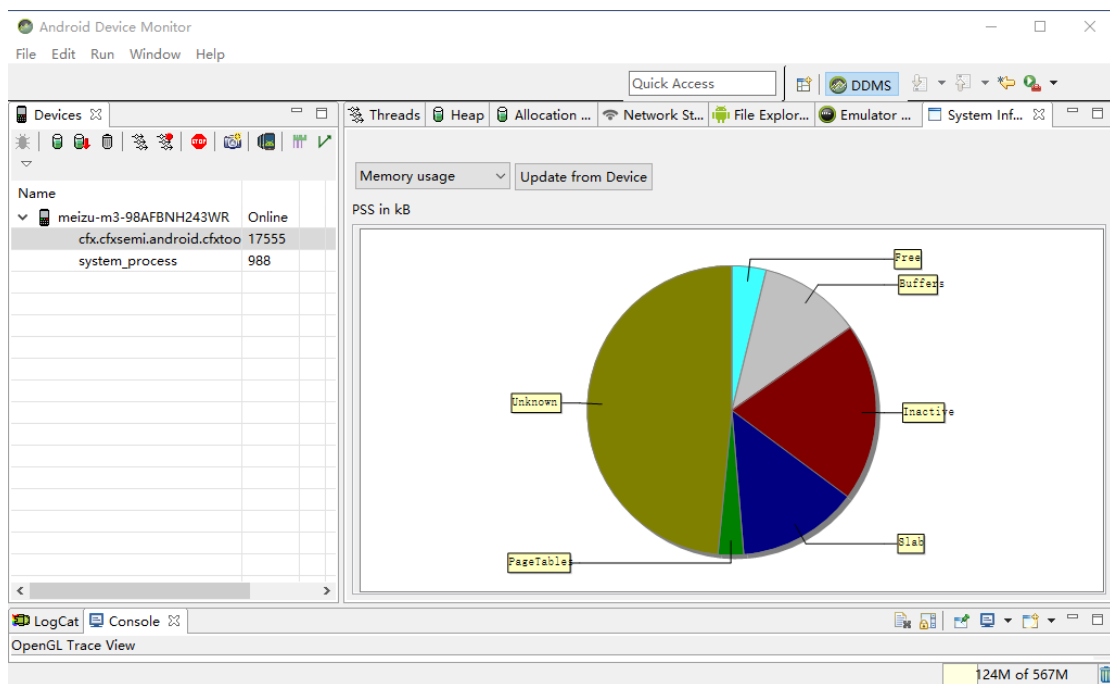 Android Device Monitor
File Edit Run Window Help
Quick Access
DDMS
Devices
Threads Heap Allocation ... Network St... File Explor... Emulator ... System Inf...
Memory usage Update from Device
Name
PSS in kB
meizu-m3-98AFBNH243WR Online
cfx.cfxsemi.android.cfxtoo 17555
system_process 988
Free
Buffers
Unknown
Inactive
Slab
PageTables
LogCat Console
OpenGL Trace View
124M of 567M